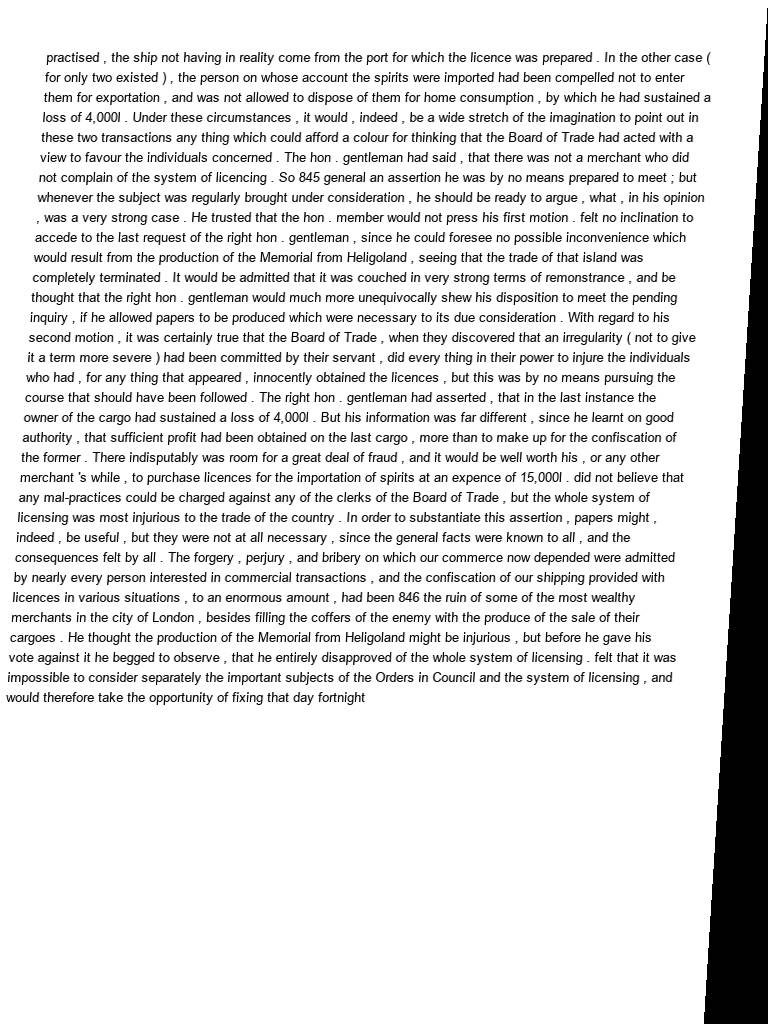 practised , the ship not having in reality come from the port for which the licence was prepared . In the other case (
for only two existed ) , the person on whose account the spirits were imported had been compelled not to enter
them for exportation , and was not allowed to dispose of them for home consumption , by which he had sustained a
loss of 4,000l . Under these circumstances , it would , indeed , be a wide stretch of the imagination to point out in
these two transactions any thing which could afford a colour for thinking that the Board of Trade had acted with a
view to favour the individuals concerned . The hon . gentleman had said , that there was not a merchant who did
not complain of the system of licencing . So 845 general an assertion he was by no means prepared to meet ; but
whenever the subject was regularly brought under consideration , he should be ready to argue , what , in his opinion
, was a very strong case . He trusted that the hon . member would not press his first motion . felt no inclination to
accede to the last request of the right hon . gentleman , since he could foresee no possible inconvenience which
would result from the production of the Memorial from Heligoland , seeing that the trade of that island was
completely terminated . It would be admitted that it was couched in very strong terms of remonstrance , and be
thought that the right hon . gentleman would much more unequivocally shew his disposition to meet the pending
inquiry , if he allowed papers to be produced which were necessary to its due consideration . With regard to his
second motion , it was certainly true that the Board of Trade , when they discovered that an irregularity ( not to give
it a term more severe ) had been committed by their servant , did every thing in their power to injure the individuals
who had , for any thing that appeared , innocently obtained the licences , but this was by no means pursuing the
course that should have been followed . The right hon . gentleman had asserted , that in the last instance the
owner of the cargo had sustained a loss of 4,000l . But his information was far different , since he learnt on good
authority , that sufficient profit had been obtained on the last cargo , more than to make up for the confiscation of
the former . There indisputably was room for a great deal of fraud , and it would be well worth his , or any other
merchant 's while , to purchase licences for the importation of spirits at an expence of 15,000l . did not believe that
any mal-practices could be charged against any of the clerks of the Board of Trade , but the whole system of
licensing was most injurious to the trade of the country . In order to substantiate this assertion , papers might ,
indeed , be useful , but they were not at all necessary , since the general facts were known to all , and the
consequences felt by all . The forgery , perjury , and bribery on which our commerce now depended were admitted
by nearly every person interested in commercial transactions , and the confiscation of our shipping provided with
licences in various situations , to an enormous amount , had been 846 the ruin of some of the most wealthy
merchants in the city of London , besides filling the coffers of the enemy with the produce of the sale of their
cargoes . He thought the production of the Memorial from Heligoland might be injurious , but before he gave his
vote against it he begged to observe , that he entirely disapproved of the whole system of licensing . felt that it was
impossible to consider separately the important subjects of the Orders in Council and the system of licensing , and
would therefore take the opportunity of fixing that day fortnight